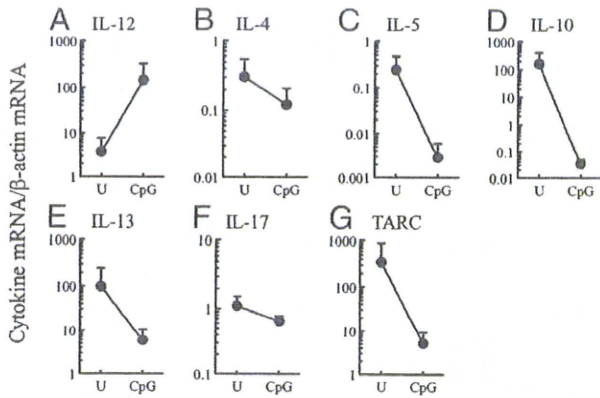 Cytokine mRNA/β-actin mRNA
A IL-12
1000
100
10
1
U CpG
B IL-4
1
0.1
0.01
U CpG
C IL-5
1
0.1
0.01
0.001
U CpG
D IL-10
1000
100
10
1
0.1
0.01
U CpG
E IL-13
1000
100
10
1
U CpG
F IL-17
10
1
0.1
U CpG
G TARC
1000
100
10
1
U CpG